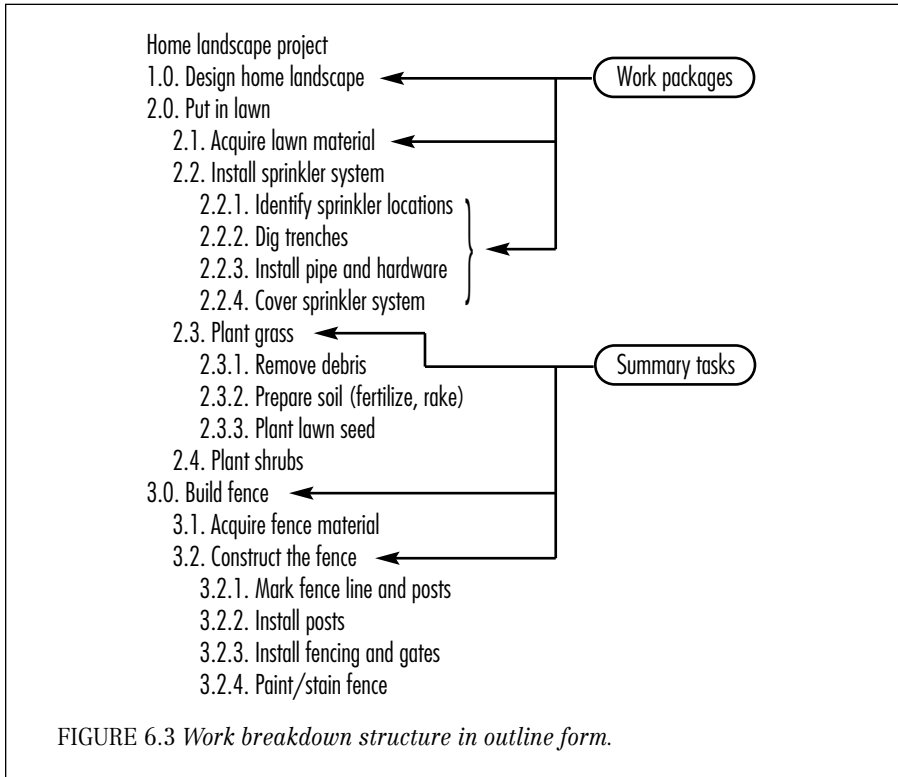 Home landscape project
1.0. Design home landscape
Work packages
2.0. Put in lawn
2.1. Acquire lawn material
2.2. Install sprinkler system
2.2.1. Identify sprinkler locations
2.2.2. Dig trenches
2.2.3. Install pipe and hardware
2.2.4. Cover sprinkler system
2.3. Plant grass
2.3.1. Remove debris
Summary tasks
2.3.2. Prepare soil (fertilize, rake)
2.3.3. Plant lawn seed
2.4. Plant shrubs
3.0. Build fence
3.1. Acquire fence material
3.2. Construct the fence
3.2.1. Mark fence line and posts
3.2.2. Install posts
3.2.3. Install fencing and gates
3.2.4. Paint/stain fence
FIGURE 6.3 Work breakdown structure in outline form.